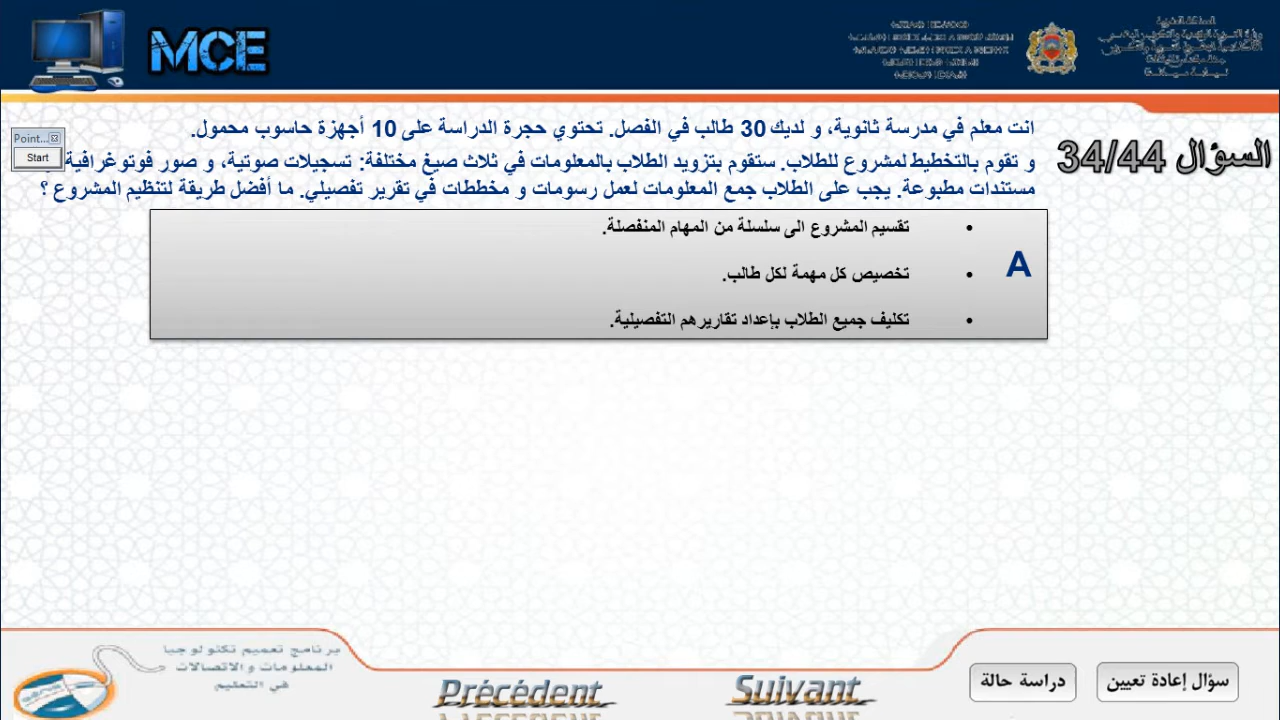 MCE
Point...
Start
السؤال 34/44
انت معلم في مدرسة ثانوية، و لديك 30 طالب في الفصل. تحتوي حجرة الدراسة على 10 أجهزة حاسوب محمول.
و تقوم بالتخطيط لمشروع للطلاب. ستقوم بتزويد الطلاب بالمعلومات في ثلاث صيغ مختلفة: تسجيلات صوتية، و صور فوتوغرافية
مستندات مطبوعة. يجب على الطلاب جمع المعلومات لعمل رسومات و مخططات في تقرير تفصيلي. ما أفضل طريقة لتنظيم المشروع ؟
A
• تقسيم المشروع الى سلسلة من المهام المنفصلة.
• تخصيص كل مهمة لكل طالب.
• تكليف جميع الطلاب بإعداد تقاريرهم التفصيلية.
برنامج تعميم تكنولوجيا
المعلومات والاتصالات
في التعليم
Précédent
Suivant
دراسة حالة
سؤال إعادة تعيين